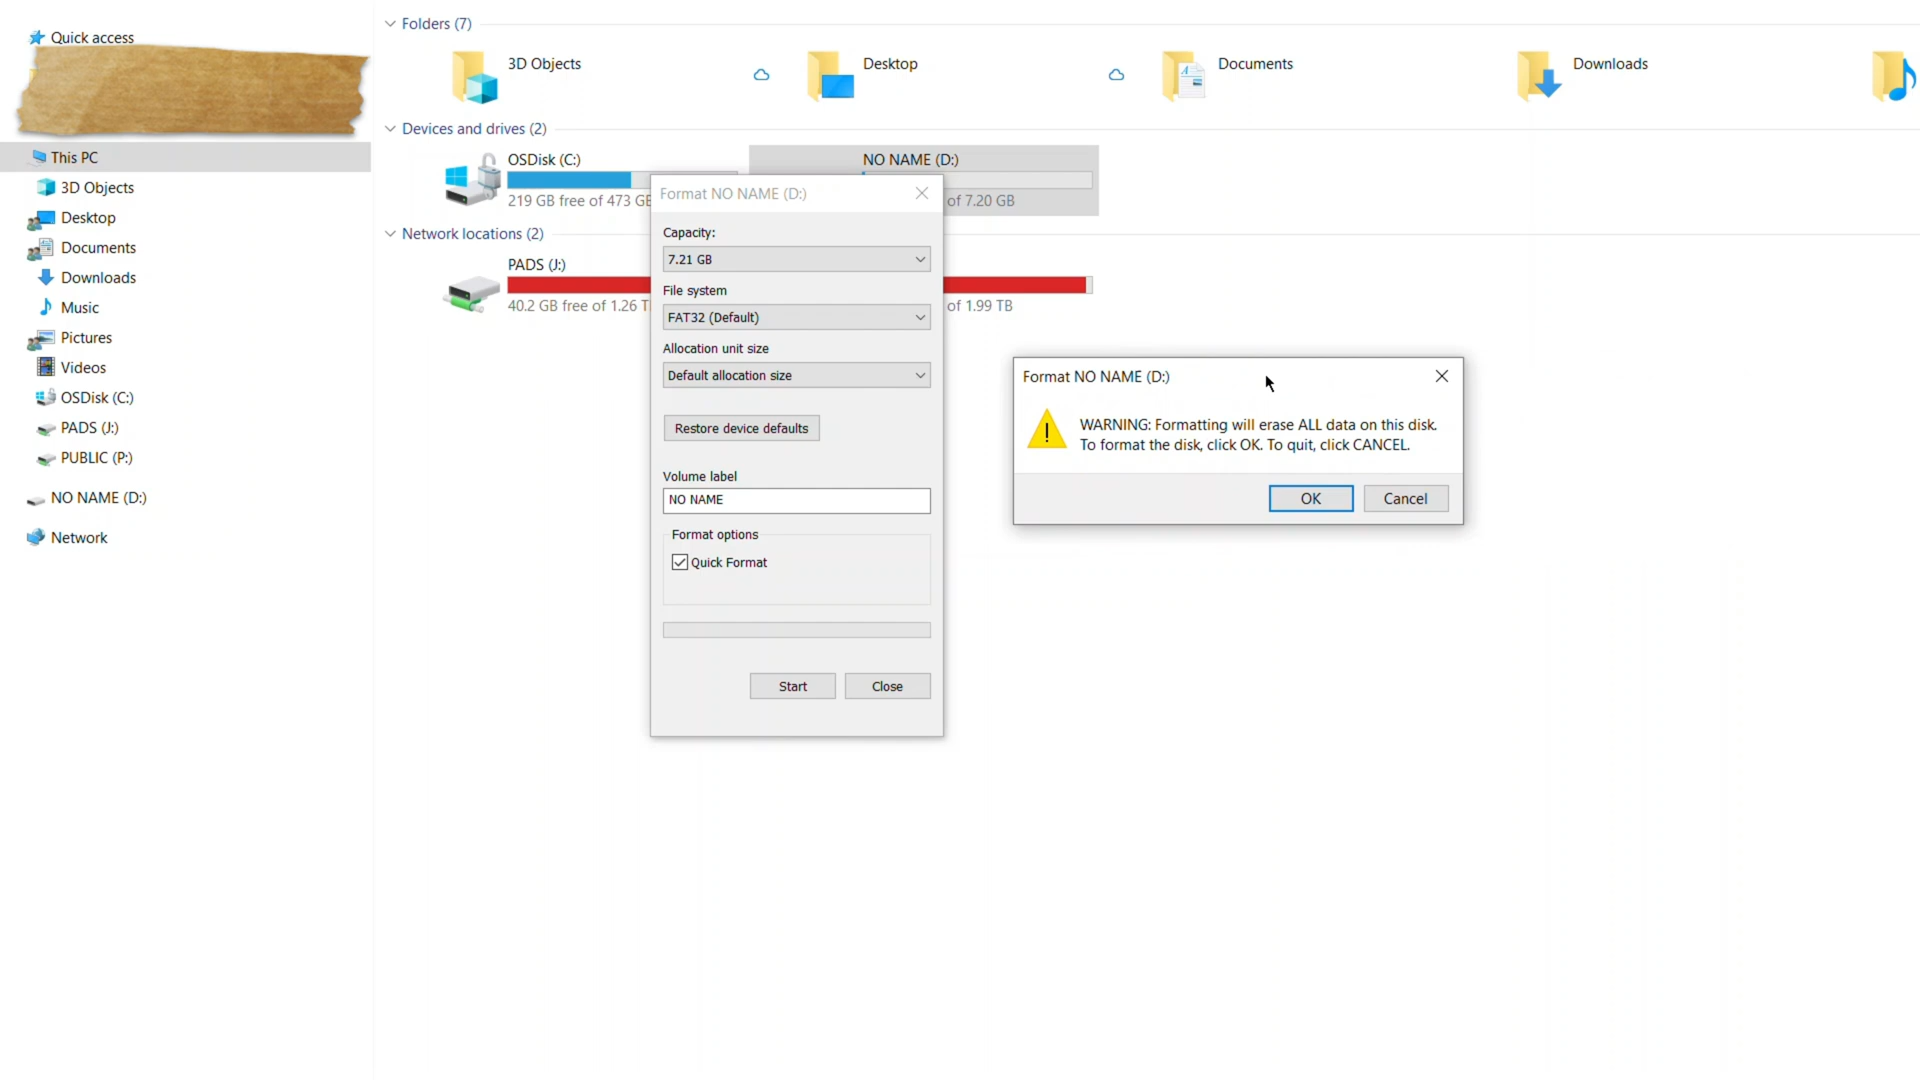 Quick access
This PC
3D Objects
Desktop
Documents
Downloads
Music
Pictures
Videos
OSDisk (C:)
PADS (J:)
PUBLIC (P:)
NO NAME (D:)
Network
Folders (7)
3D Objects
Desktop
Documents
Downloads
Devices and drives (2)
OSDisk (C:)
219 GB free of 473 GB
NO NAME (D:)
of 7.20 GB
Network locations (2)
PADS (J:)
40.2 GB free of 1.26 T
of 1.99 TB
Format NO NAME (D:)
Capacity:
7.21 GB
File system
FAT32 (Default)
Allocation unit size
Default allocation size
Restore device defaults
Volume label
NO NAME
Format options
Quick Format
Start
Close
Format NO NAME (D:)
WARNING: Formatting will erase ALL data on this disk.
To format the disk, click OK. To quit, click CANCEL.
OK
Cancel